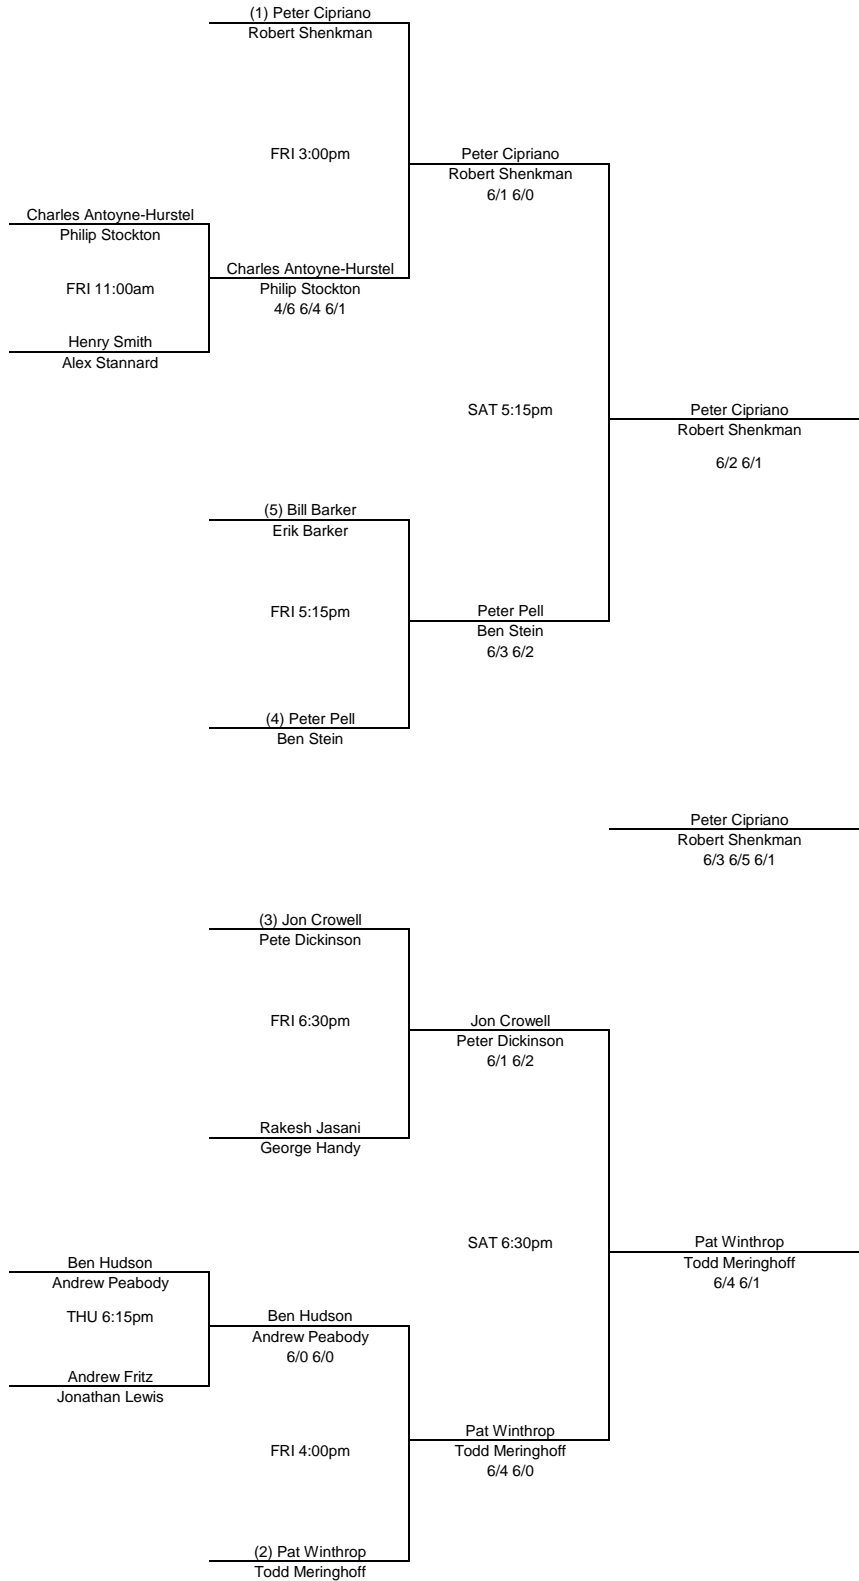 (1) Peter Cipriano
Robert Shenkman
FRI 3:00pm
Peter Cipriano
Robert Shenkman
6/1 6/0
Charles Antoyne-Hurstel
Philip Stockton
FRI 11:00am
Charles Antoyne-Hurstel
Philip Stockton
4/6 6/4 6/1
Henry Smith
Alex Stannard
SAT 5:15pm
Peter Cipriano
Robert Shenkman
6/2 6/1
(5) Bill Barker
Erik Barker
FRI 5:15pm
Peter Pell
Ben Stein
6/3 6/2
(4) Peter Pell
Ben Stein
Peter Cipriano
Robert Shenkman
6/3 6/5 6/1
(3) Jon Crowell
Pete Dickinson
FRI 6:30pm
Jon Crowell
Peter Dickinson
6/1 6/2
Rakesh Jasani
George Handy
SAT 6:30pm
Pat Winthrop
Todd Meringhoff
6/4 6/1
Ben Hudson
Andrew Peabody
THU 6:15pm
Ben Hudson
Andrew Peabody
6/0 6/0
Andrew Fritz
Jonathan Lewis
FRI 4:00pm
Pat Winthrop
Todd Meringhoff
6/4 6/0
(2) Pat Winthrop
Todd Meringhoff